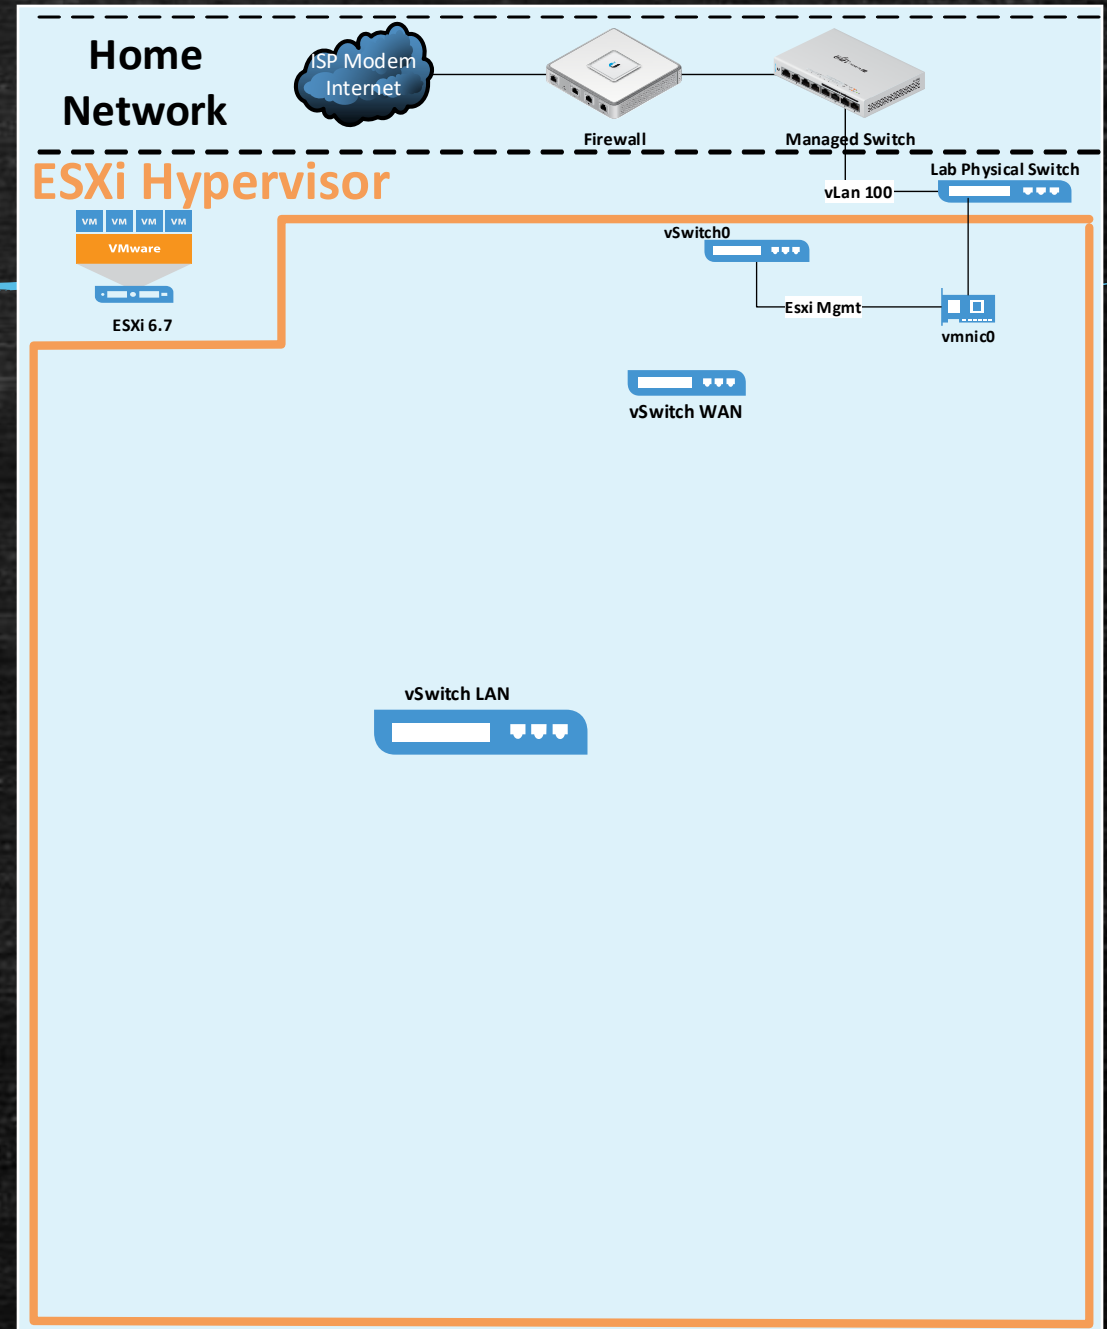 Home
Network
ISP Modem
Internet
Firewall
Managed Switch
ESXi Hypervisor
Lab Physical Switch
vLan 100
VM VM VM VM
VMware
ESXi 6.7
vSwitch0
Esxi Mgmt
vmnic0
vSwitch WAN
vSwitch LAN